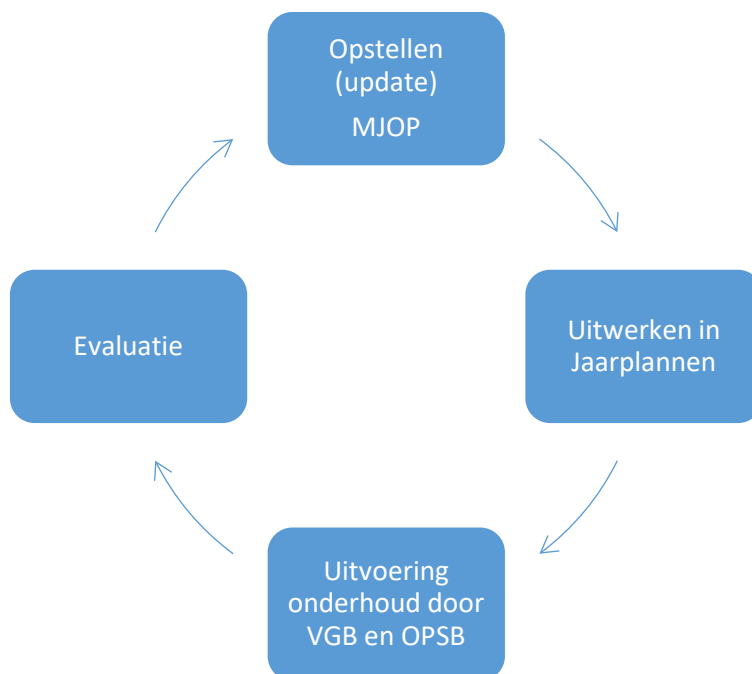 Opstellen
(update)
MJOP
Uitwerken in
Jaarplannen
Uitvoering
onderhoud door
VGB en OPSB
Evaluatie